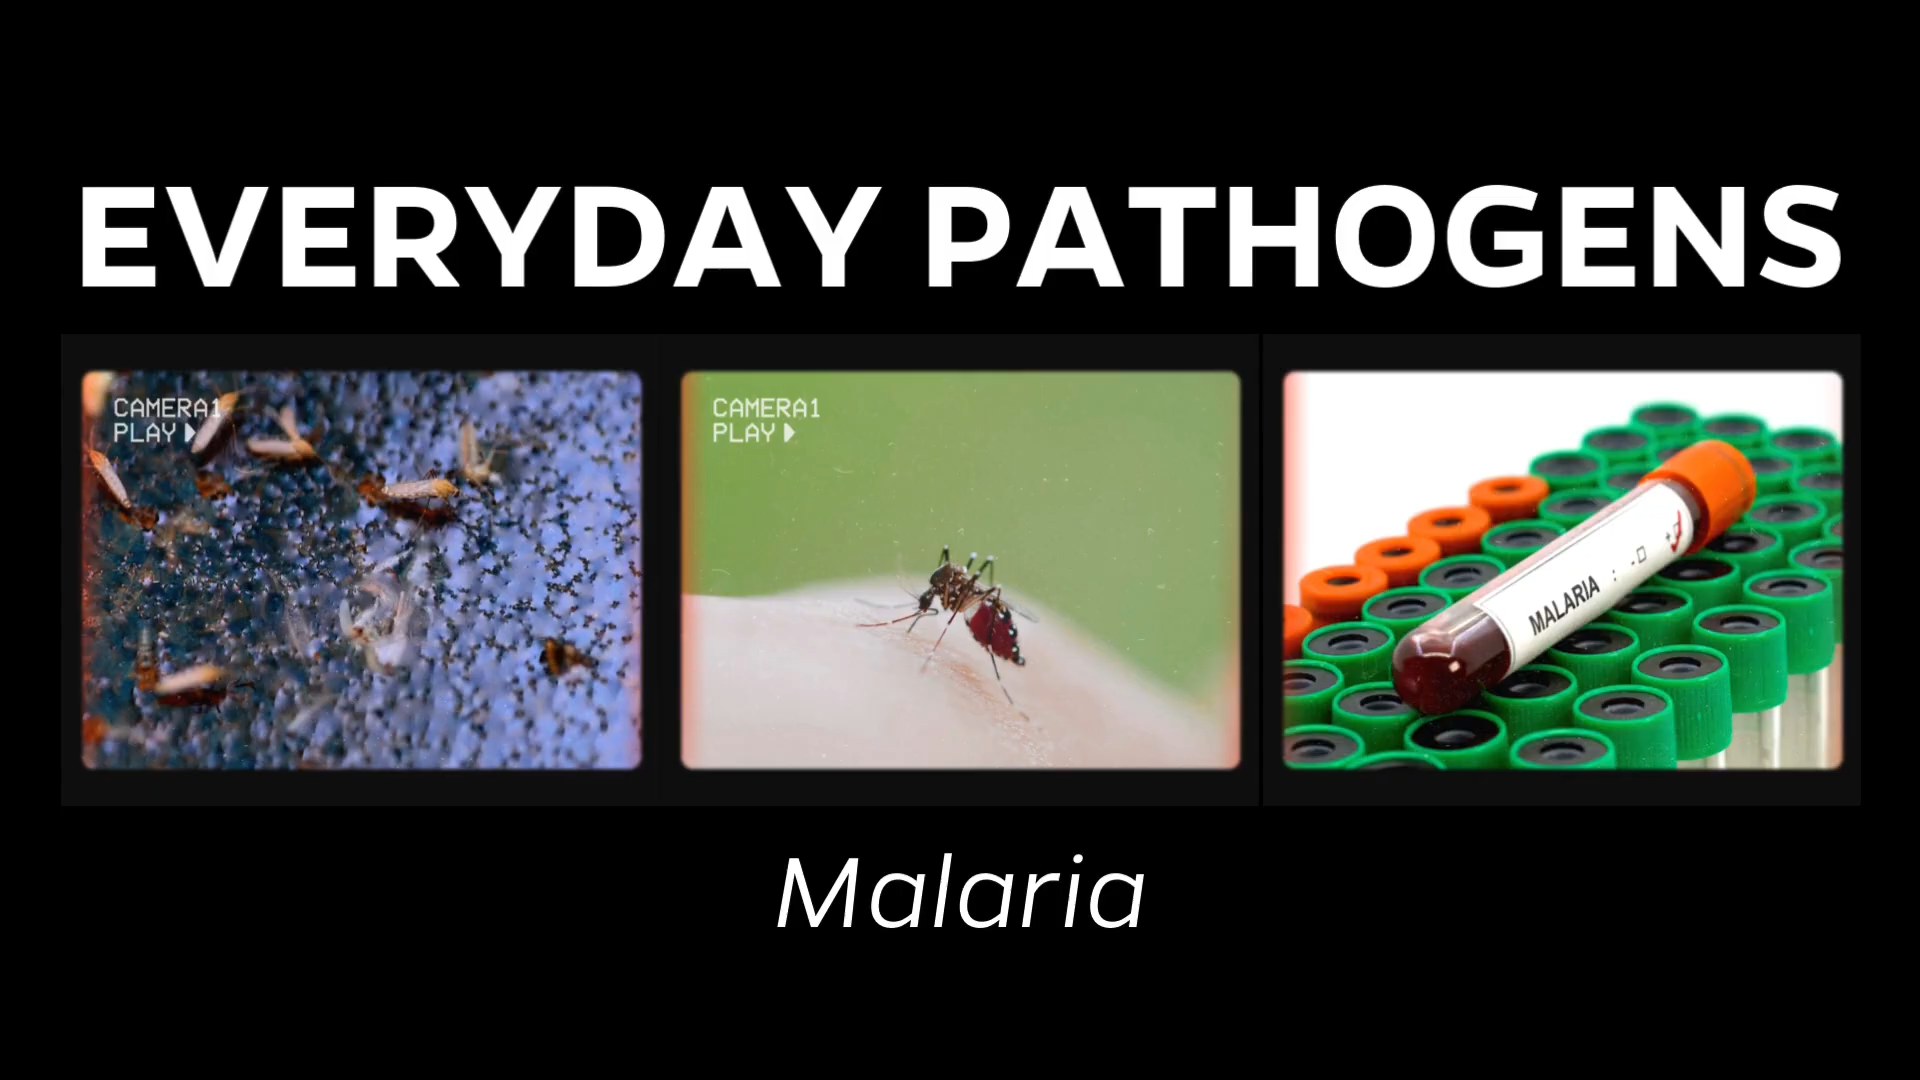 EVERYDAY PATHOGENS
CAMERA1
PLAY
CAMERA1
PLAY
MALARIA : - +
Malaria